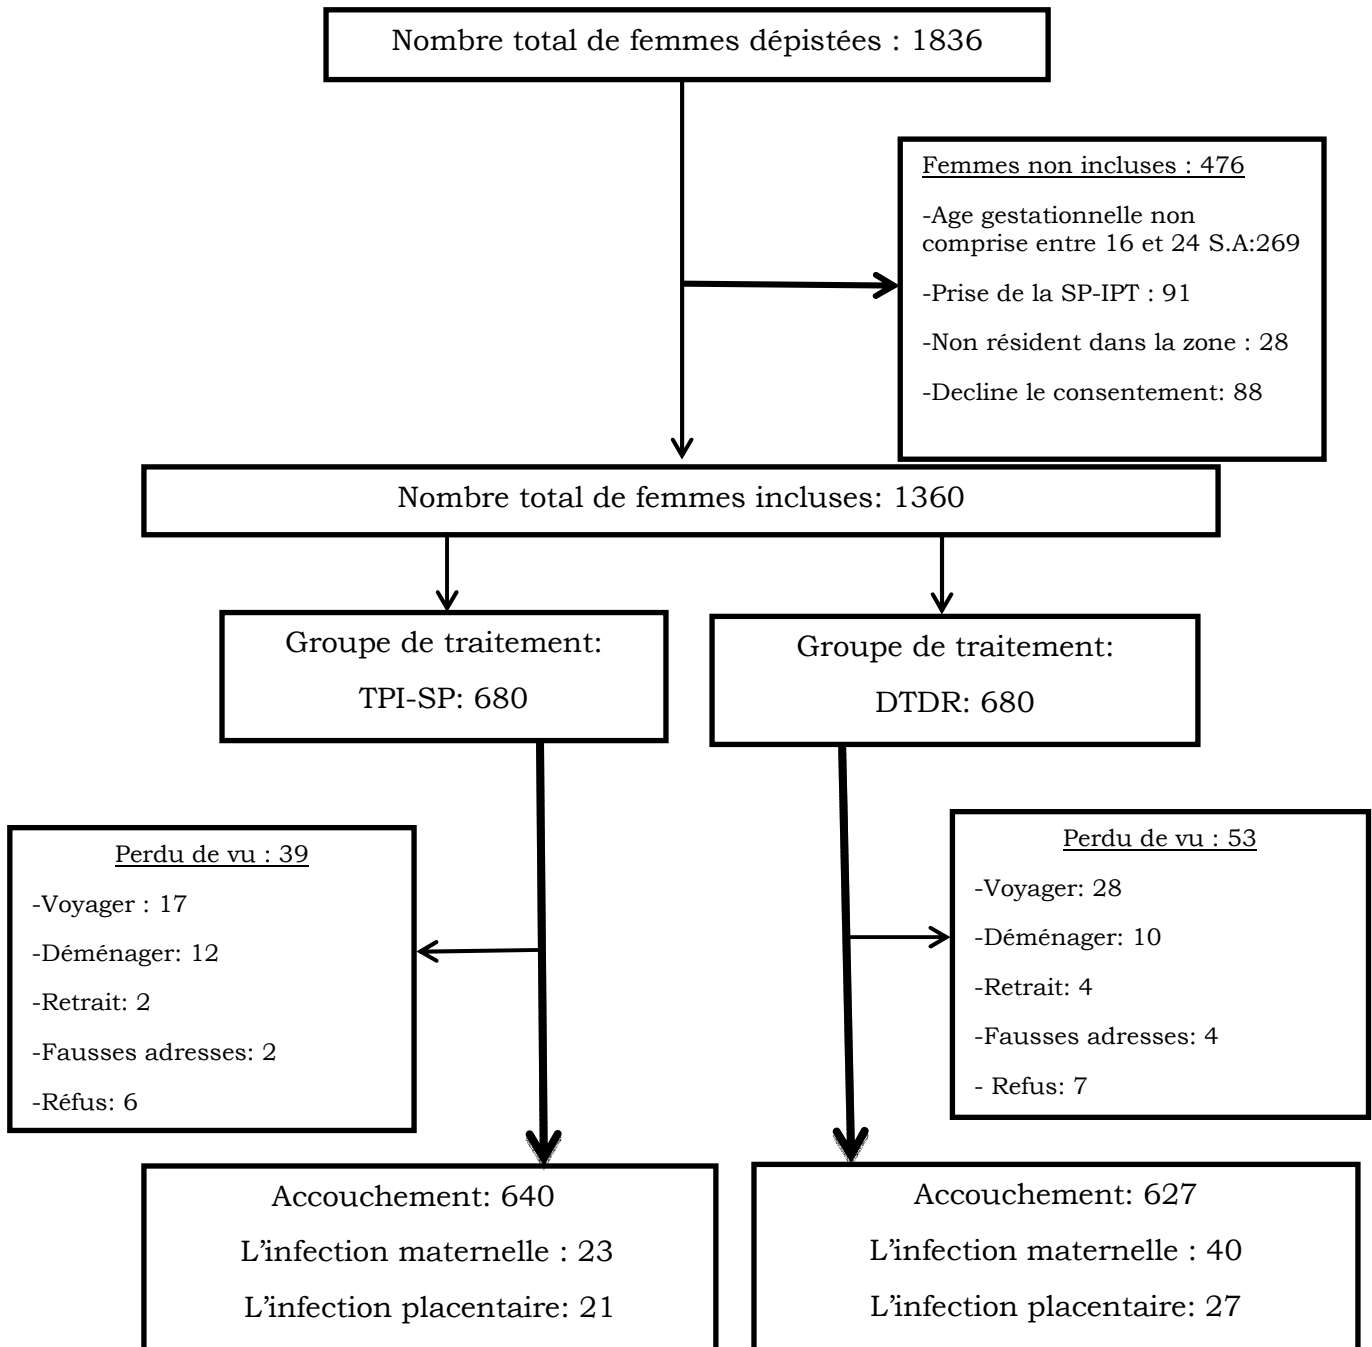 Nombre total de femmes dépistées : 1836
Femmes non incluses : 476
-Age gestationnelle non
comprise entre 16 et 24 S.A:269
-Prise de la SP-IPT : 91
-Non résident dans la zone : 28
-Decline le consentement: 88
Nombre total de femmes incluses: 1360
Groupe de traitement:
TPI-SP: 680
Groupe de traitement:
DTDR: 680
Perdu de vu : 39
-Voyager : 17
-Déménager: 12
-Retrait: 2
-Fausses adresses: 2
-Réfus: 6
Perdu de vu : 53
-Voyager: 28
-Déménager: 10
-Retrait: 4
-Fausses adresses: 4
- Refus: 7
Accouchement: 640
L’infection maternelle : 23
L’infection placentaire: 21
Accouchement: 627
L’infection maternelle : 40
L’infection placentaire: 27